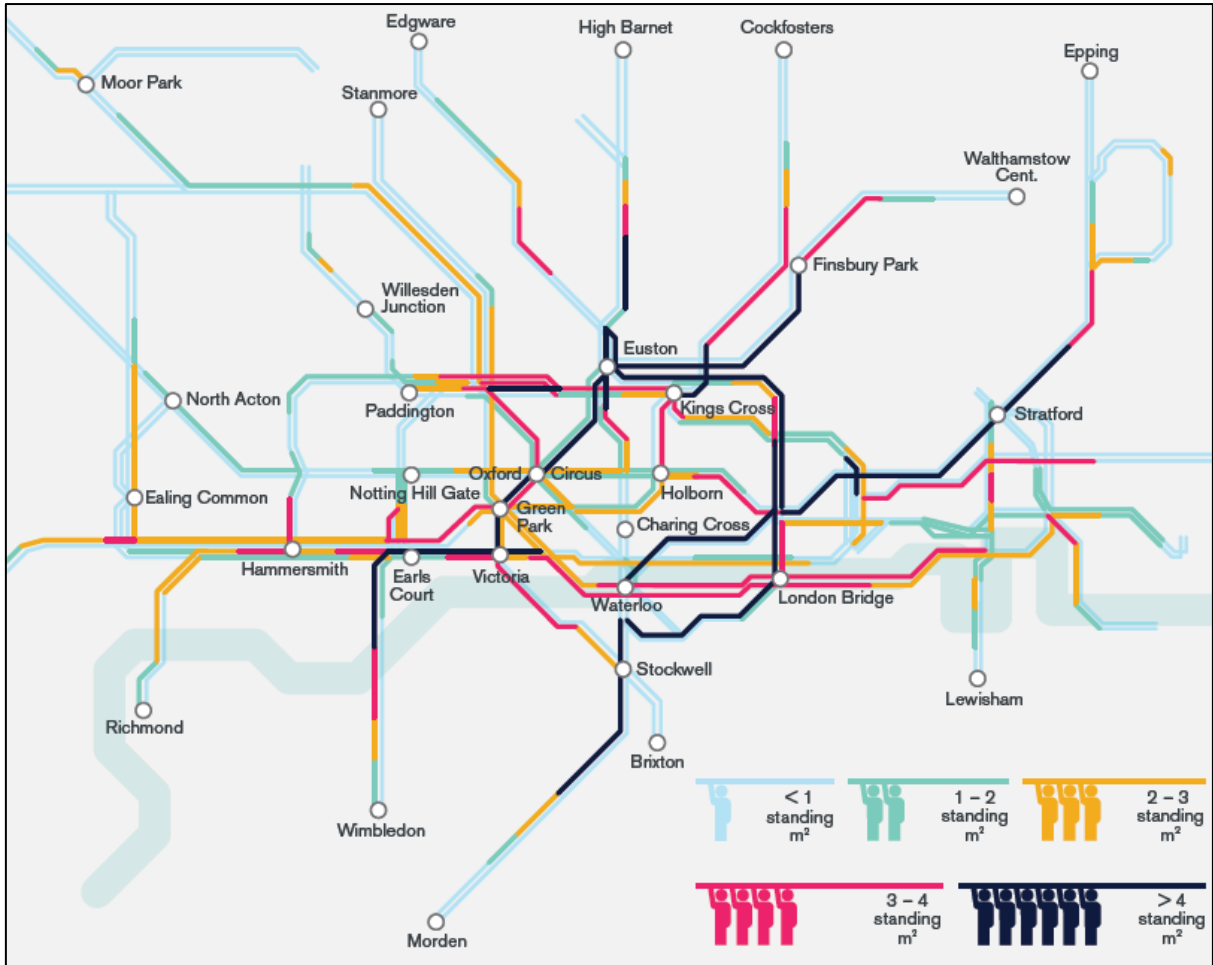 Edgware
High Barnet
Cockfosters
Epping
Moor Park
Stanmore
Walthamstow
Cent.
Finsbury Park
Willesden
Junction
Euston
North Acton
Paddington
Kings Cross
Stratford
Oxford
Circus
Ealing Common
Notting Hill Gate
Holborn
Green
Park
Charing Cross
Hammersmith
Earls
Court
Victoria
Waterloo
London Bridge
Stockwell
Lewisham
Richmond
Brixton
Wimbledon
Morden
< 1
standing
m²
1 – 2
standing
m²
2 – 3
standing
m²
3 – 4
standing
m²
> 4
standing
m²